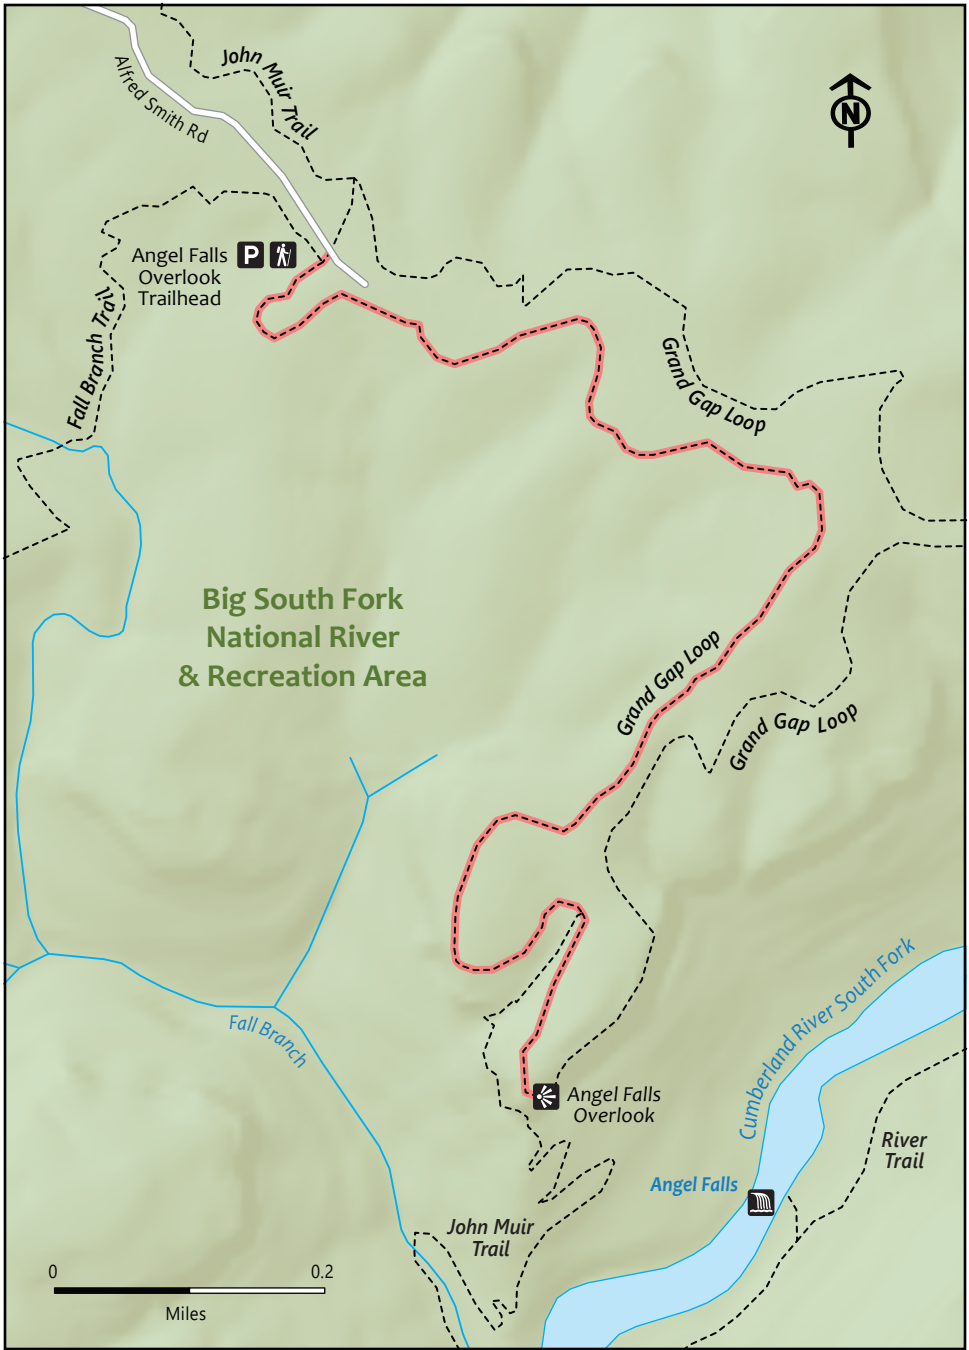 John Muir Trail
Alfred Smith Rd
N
Angel Falls
Overlook
Trailhead
P
Fall Branch Trail
Grand Gap Loop
Big South Fork
National River
& Recreation Area
Grand Gap Loop
Grand Gap Loop
Cumberland River South Fork
Fall Branch
Angel Falls
Overlook
River
Trail
Angel Falls
John Muir
Trail
0 0.2
Miles